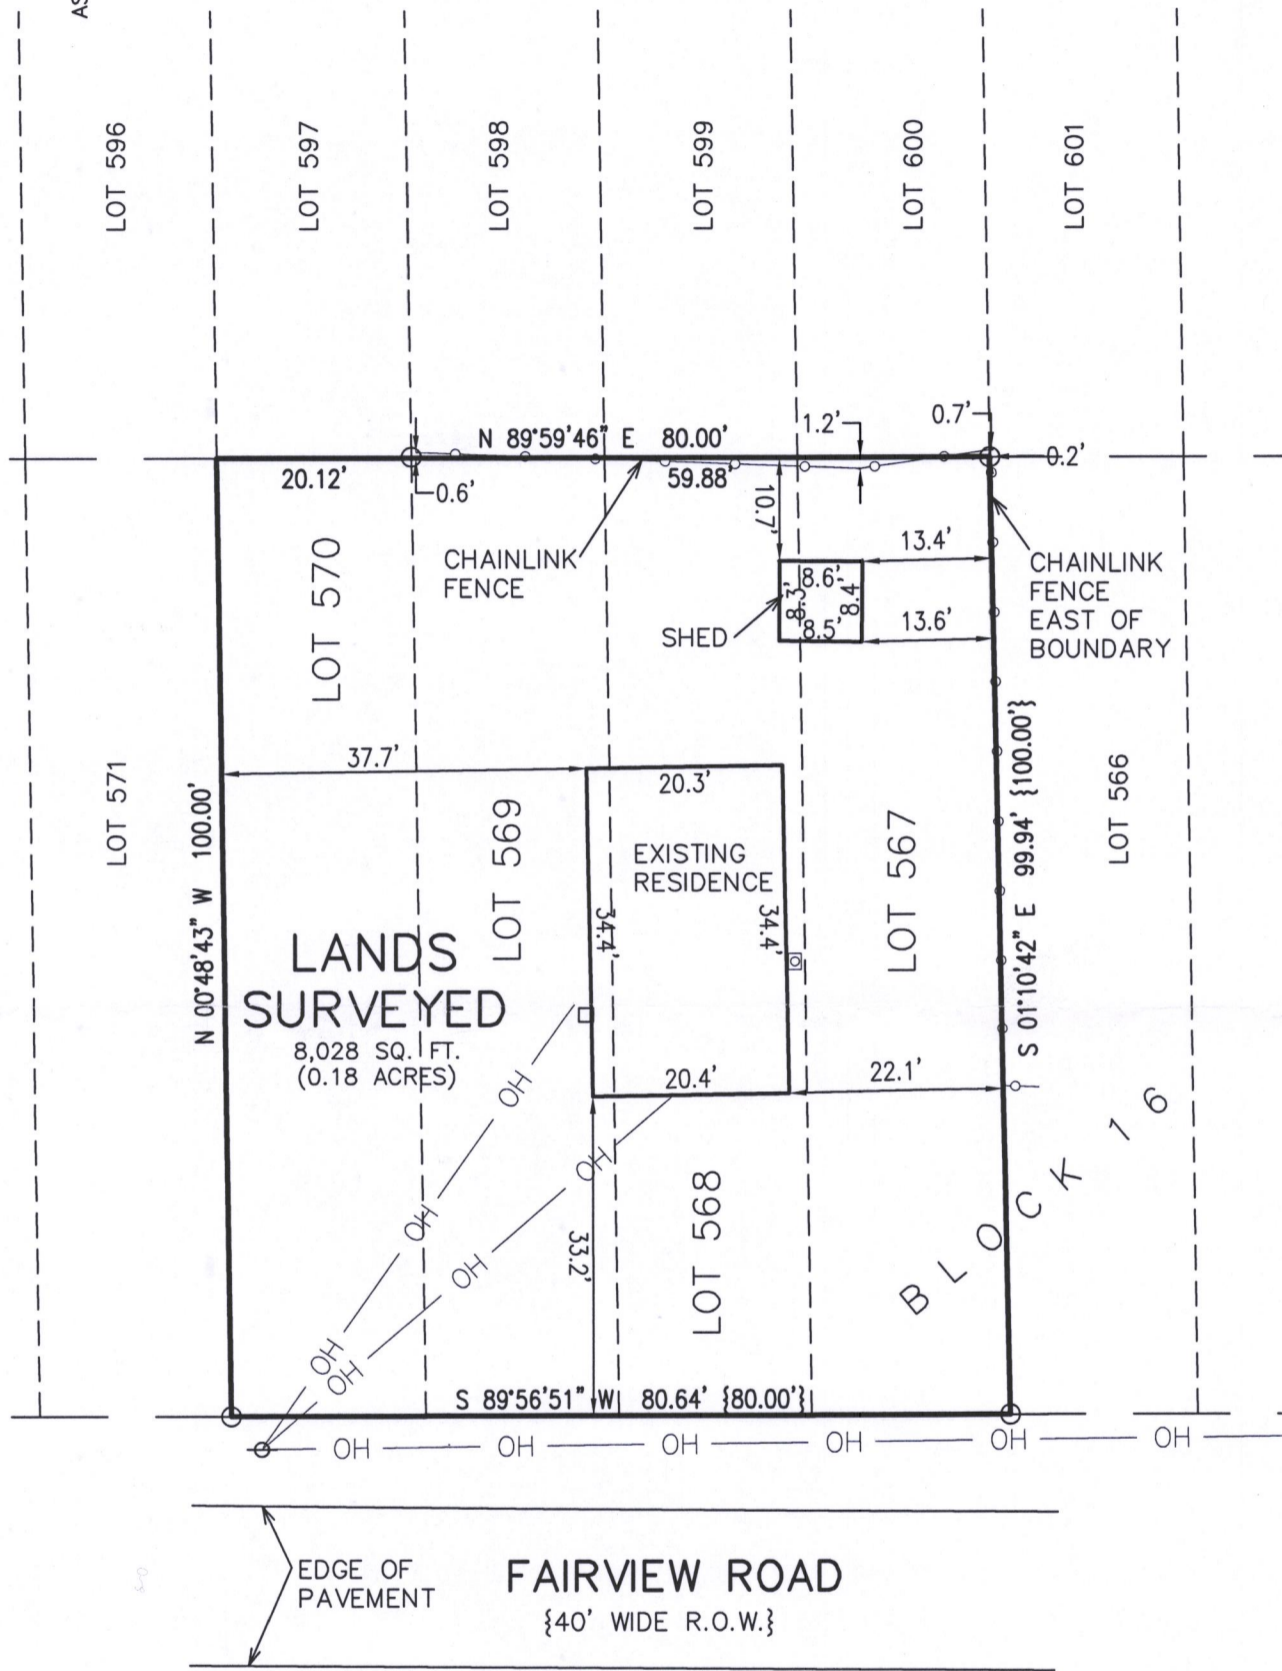 AS
LOT 596
LOT 597
LOT 598
LOT 599
LOT 600
LOT 601
N 89°59'46" E 80.00'
1.2'
0.7'
0.2'
20.12'
0.6'
59.88'
10.7'
CHAINLINK
FENCE
13.4'
CHAINLINK
FENCE
EAST OF
BOUNDARY
LOT 570
8.6'
8.3'
8.4'
8.5'
SHED
13.6'
37.7'
20.3'
LOT 571
N 00°48'43" W 100.00'
LOT 569
EXISTING
RESIDENCE
34.4'
34.4'
LOT 567
S 01°10'42" E 99.94' {100.00'}
LOT 566
LANDS
SURVEYED
8,028 SQ. FT.
(0.18 ACRES)
20.4'
22.1'
OH
OH
OH
OH
OH
OH
33.2'
LOT 568
BLOCK 16
S 89°56'51" W 80.64' {80.00'}
OH OH OH OH OH OH
EDGE OF
PAVEMENT
FAIRVIEW ROAD
{40' WIDE R.O.W.}